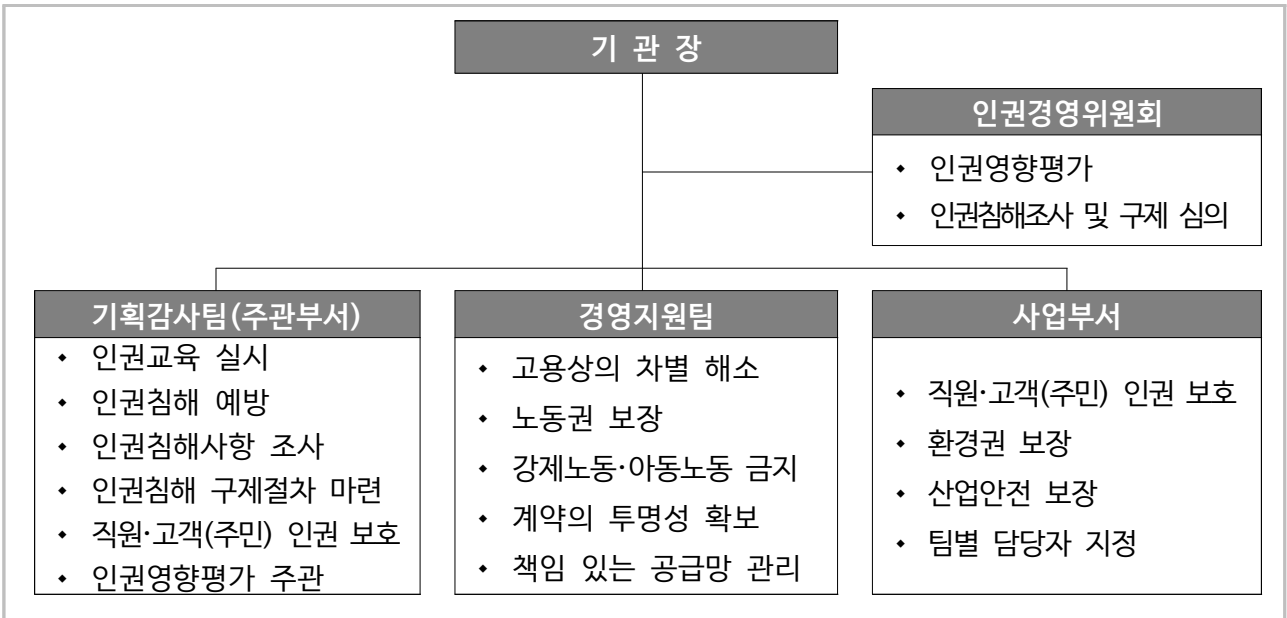 기 관 장
인권경영위원회
◆ 인권영향평가
◆ 인권침해조사 및 구제 심의
기획감사팀(주관부서)
◆ 인권교육 실시
◆ 인권침해 예방
◆ 인권침해사항 조사
◆ 인권침해 구제절차 마련
◆ 직원·고객(주민) 인권 보호
◆ 인권영향평가 주관
경영지원팀
◆ 고용상의 차별 해소
◆ 노동권 보장
◆ 강제노동·아동노동 금지
◆ 계약의 투명성 확보
◆ 책임 있는 공급망 관리
사업부서
◆ 직원·고객(주민) 인권 보호
◆ 환경권 보장
◆ 산업안전 보장
◆ 팀별 담당자 지정